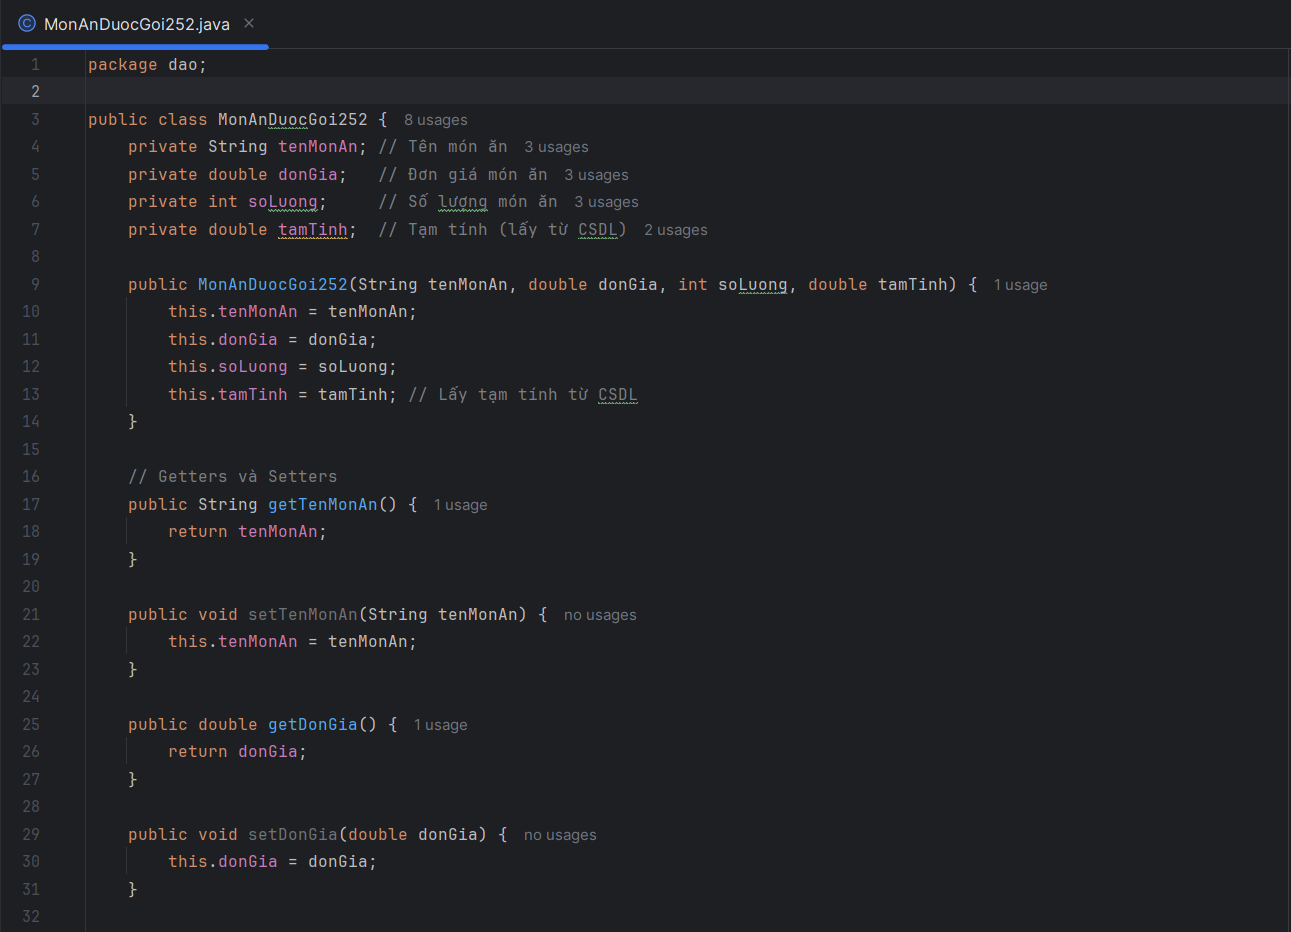 MonAnDuocGoi252.java
1 package dao;
2
3 public class MonAnDuocGoi252 { 8 usages
4 private String tenMonAn; // Tên món ăn 3 usages
5 private double donGia; // Đơn giá món ăn 3 usages
6 private int soLuong; // Số lượng món ăn 3 usages
7 private double tamTinh; // Tạm tính (lấy từ CSDL) 2 usages
8
9 public MonAnDuocGoi252(String tenMonAn, double donGia, int soLuong, double tamTinh) { 1 usage
10 this.tenMonAn = tenMonAn;
11 this.donGia = donGia;
12 this.soLuong = soLuong;
13 this.tamTinh = tamTinh; // Lấy tạm tính từ CSDL
14 }
15
16 // Getters và Setters
17 public String getTenMonAn() { 1 usage
18 return tenMonAn;
19 }
20
21 public void setTenMonAn(String tenMonAn) { no usages
22 this.tenMonAn = tenMonAn;
23 }
24
25 public double getDonGia() { 1 usage
26 return donGia;
27 }
28
29 public void setDonGia(double donGia) { no usages
30 this.donGia = donGia;
31 }
32